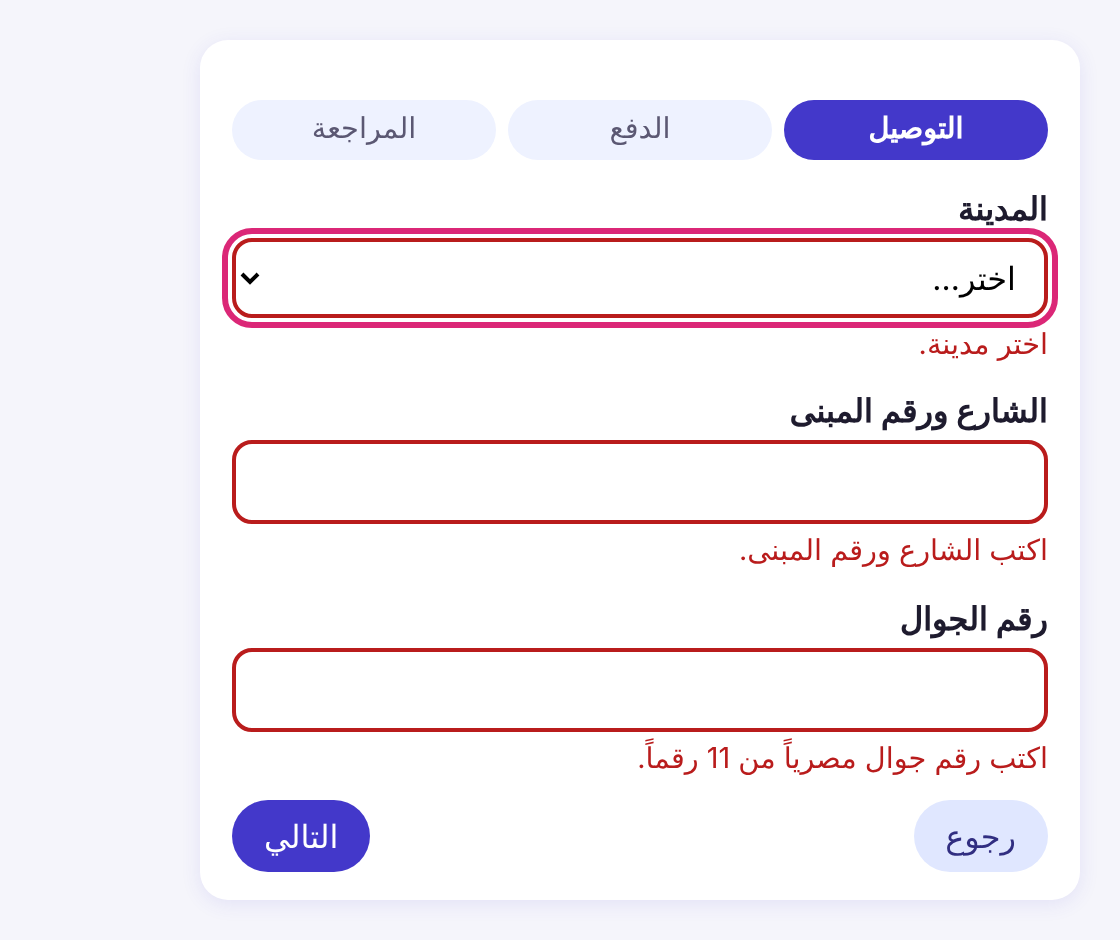 التوصيل الدفع المراجعة
المدينة
اختر...
اختر مدينة.
الشارع ورقم المبنى
اكتب الشارع ورقم المبنى.
رقم الجوال
اكتب رقم جوال مصرياً من 11 رقماً.
رجوع التالي